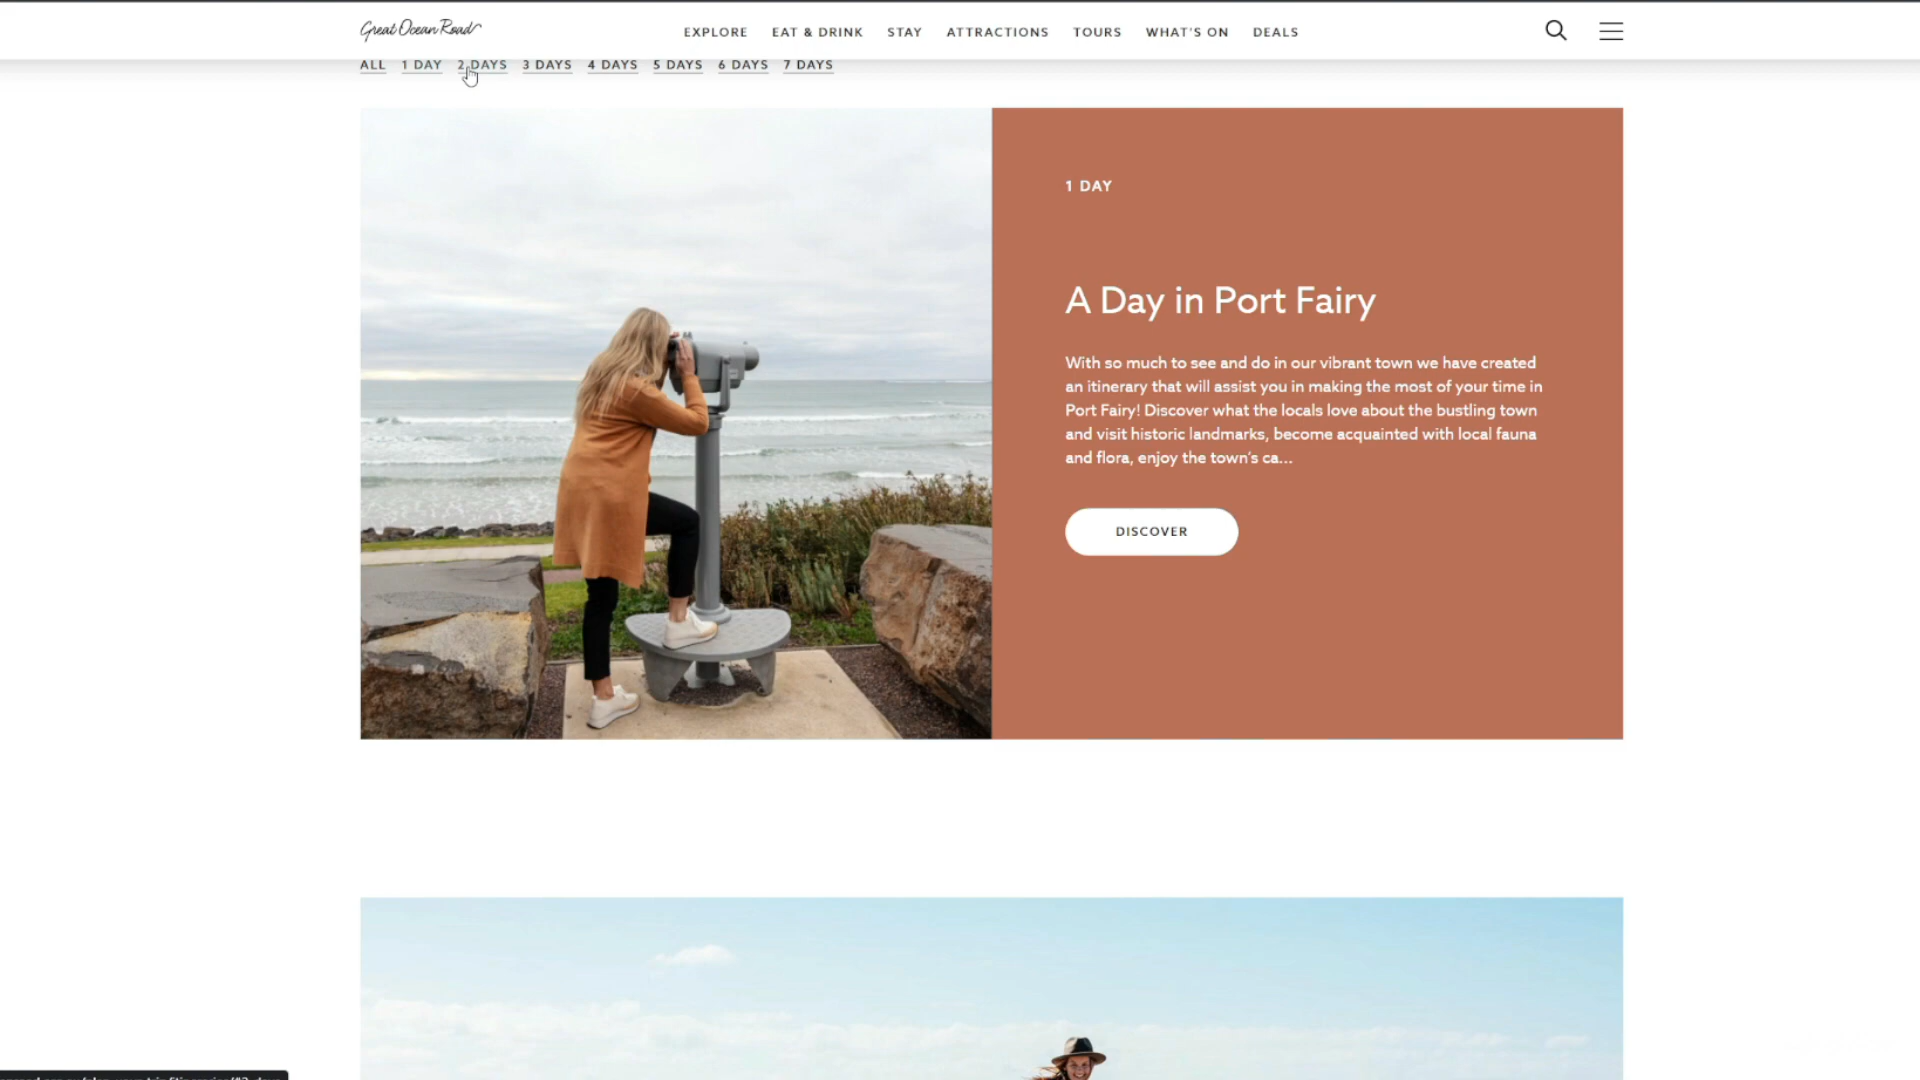 Great Ocean Road
EXPLORE EAT & DRINK STAY ATTRACTIONS TOURS WHAT'S ON DEALS
ALL 1 DAY 2 DAYS 3 DAYS 4 DAYS 5 DAYS 6 DAYS 7 DAYS
1 DAY
A Day in Port Fairy
With so much to see and do in our vibrant town we have created
an itinerary that will assist you in making the most of your time in
Port Fairy! Discover what the locals love about the bustling town
and visit historic landmarks, become acquainted with local fauna
and flora, enjoy the town's ca...
DISCOVER